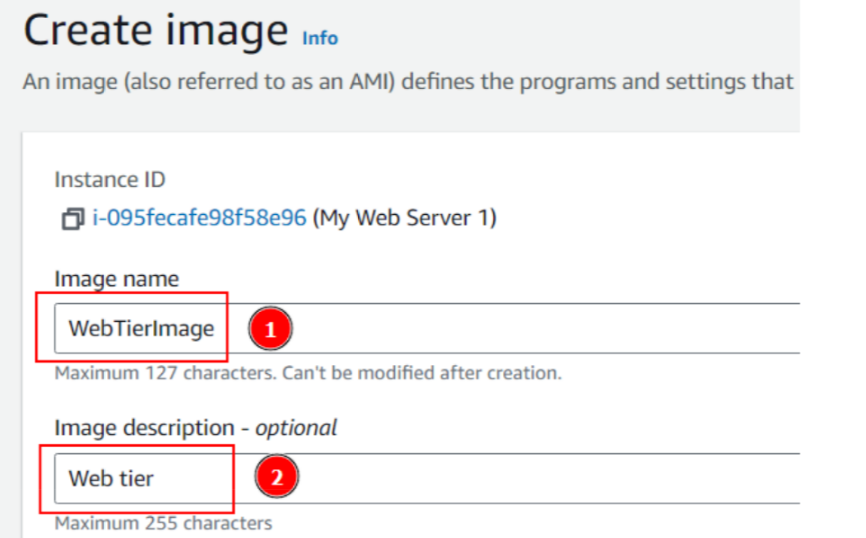 Create image Info
An image (also referred to as an AMI) defines the programs and settings that
Instance ID
i-095fecafe98f58e96 (My Web Server 1)
Image name
WebTierImage
1
Maximum 127 characters. Can't be modified after creation.
Image description - optional
Web tier
2
Maximum 255 characters